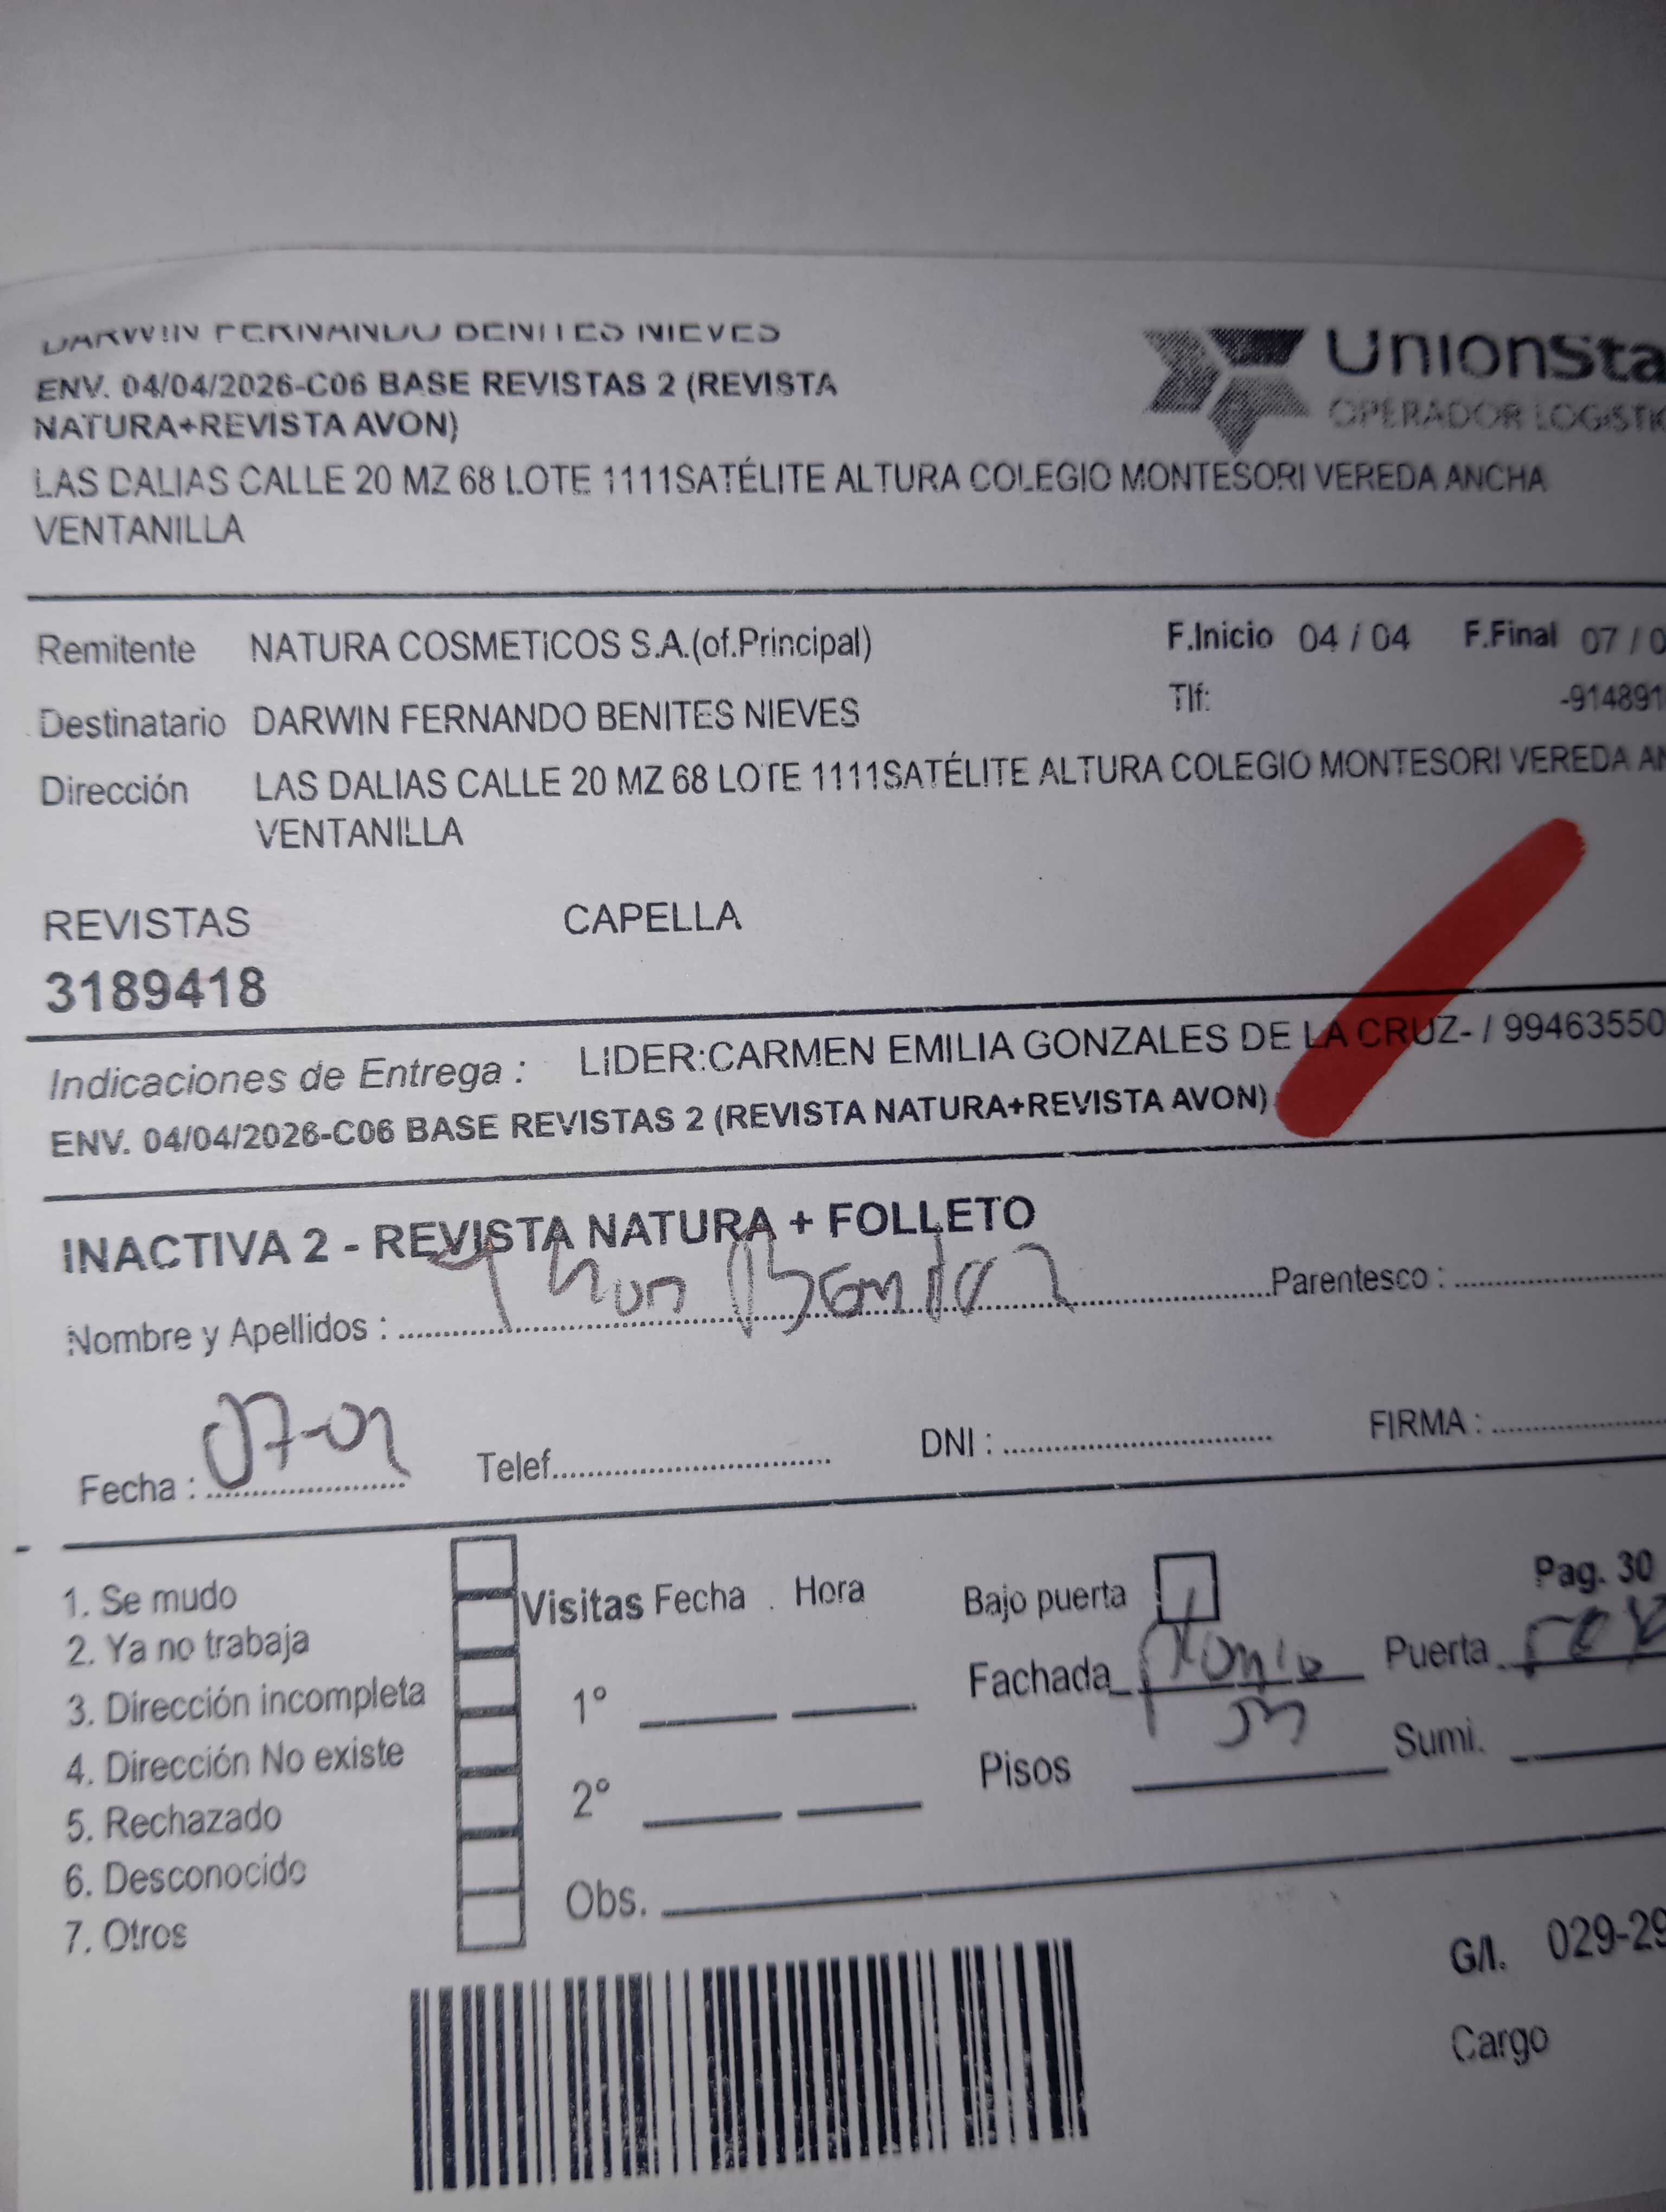 DARWIN FERNANDO BENITES NIEVES
ENV. 04/04/2026-C06 BASE REVISTAS 2 (REVISTA
NATURA+REVISTA AVON)
LAS DALIAS CALLE 20 MZ 68 LOTE 1111SATÉLITE ALTURA COLEGIO MONTESORI VEREDA ANCHA
VENTANILLA
UnionSta
OPERADOR LOGISTIC
Remitente NATURA COSMETICOS S.A.(of.Principal) F.Inicio 04 / 04 F.Final 07 / 0
Destinatario DARWIN FERNANDO BENITES NIEVES Tlf: -914891
Dirección LAS DALIAS CALLE 20 MZ 68 LOTE 1111SATÉLITE ALTURA COLEGIO MONTESORI VEREDA AN
VENTANILLA
REVISTAS CAPELLA
3189418
Indicaciones de Entrega : LIDER:CARMEN EMILIA GONZALES DE LA CRUZ- / 99463550
ENV. 04/04/2026-C06 BASE REVISTAS 2 (REVISTA NATURA+REVISTA AVON)
INACTIVA 2 - REVISTA NATURA + FOLLETO
Nombre y Apellidos : Parentesco :
Fecha : Telef. DNI : FIRMA :
1. Se mudo
2. Ya no trabaja
3. Dirección incompleta
4. Dirección No existe
5. Rechazado
6. Desconocido
7. Otros
Visitas Fecha Hora
1°
2°
Obs.
Bajo puerta Pag. 30
Fachada Puerta
Pisos Sumi.
G/I. 029-29
Cargo